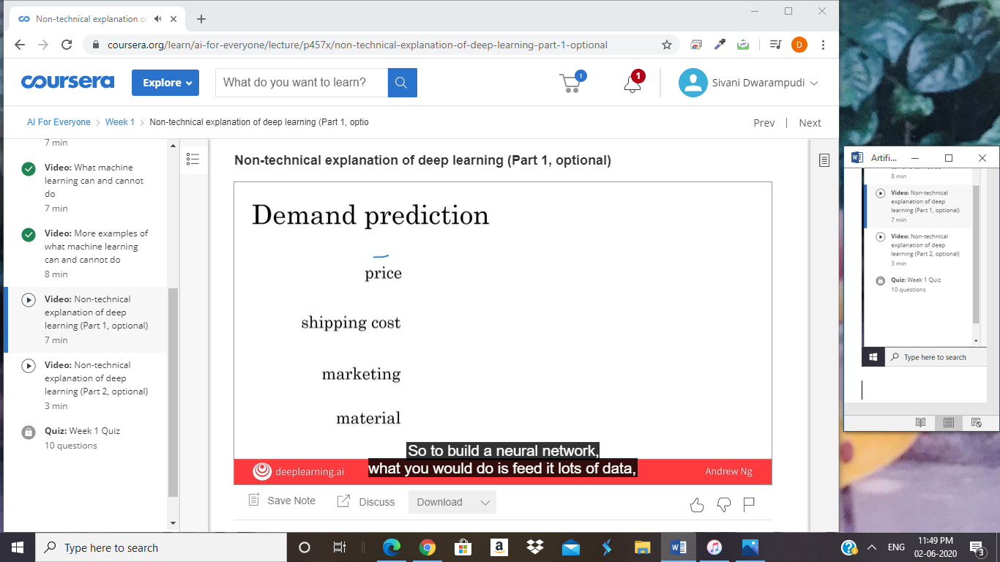 Non-technical explanation of
coursera.org/learn/ai-for-everyone/lecture/p457x/non-technical-explanation-of-deep-learning-part-1-optional
D
coursera
Explore
What do you want to learn?
1
1
Sivani Dwarampudi
AI For Everyone
Week 1
Non-technical explanation of deep learning (Part 1, optio
Prev
Next
7 min
Video: What machine
learning can and cannot
do
7 min
Video: More examples of
what machine learning
can and cannot do
8 min
Video: Non-technical
explanation of deep
learning (Part 1, optional)
7 min
Video: Non-technical
explanation of deep
learning (Part 2, optional)
3 min
Quiz: Week 1 Quiz
10 questions
Non-technical explanation of deep learning (Part 1, optional)
Demand prediction
price
shipping cost
marketing
material
So to build a neural network,
what you would do is feed it lots of data,
deeplearning.ai
Andrew Ng
Save Note
Discuss
Download
Artifi...
8 min
Video: Non-technical
explanation of deep
learning (Part 1, optional)
7 min
Video: Non-technical
explanation of deep
learning (Part 2, optional)
3 min
Quiz: Week 1 Quiz
10 questions
Type here to search
Type here to search
ENG
11:49 PM
02-06-2020
3